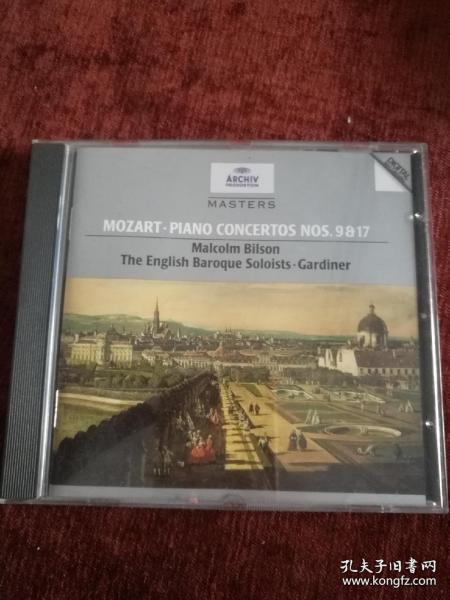 ARCHIV
PRODUKTION
MASTERS
DIGITAL
MOZART · PIANO CONCERTOS NOS. 9 & 17
Malcolm Bilson
The English Baroque Soloists · Gardiner
孔夫子旧书网
www.kongfz.com